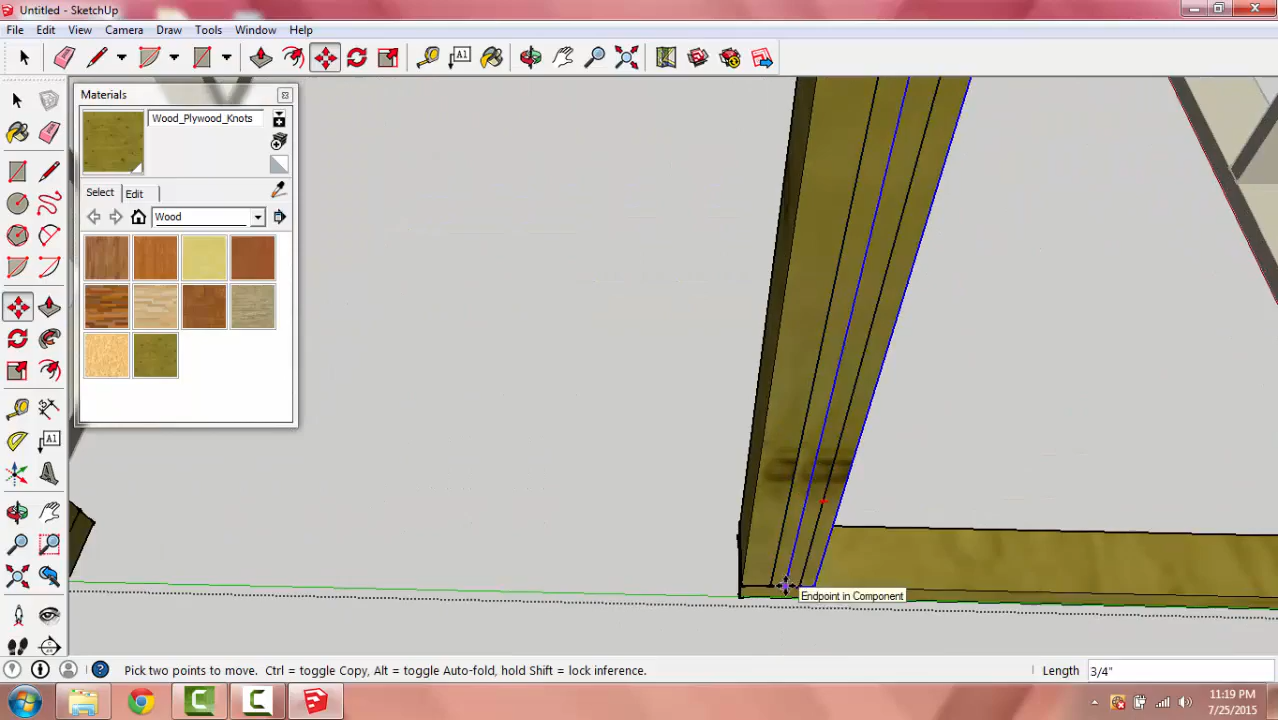 Untitled - SketchUp
File Edit View Camera Draw Tools Window Help
A1
Materials
Wood_Plywood_Knots
Select Edit
Wood
A1
Endpoint in Component
Pick two points to move. Ctrl = toggle Copy, Alt = toggle Auto-fold, hold Shift = lock inference.
Length 3/4"
11:19 PM
7/25/2015